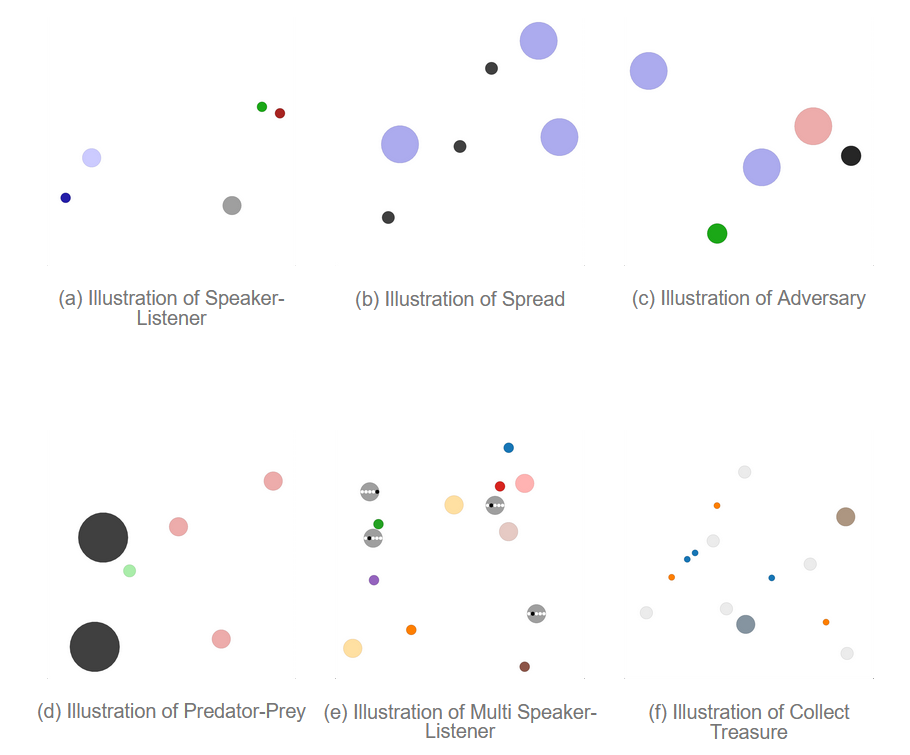 (a) Illustration of Speaker-
Listener
(b) Illustration of Spread
(c) Illustration of Adversary
(d) Illustration of Predator-Prey
(e) Illustration of Multi Speaker-
Listener
(f) Illustration of Collect
Treasure